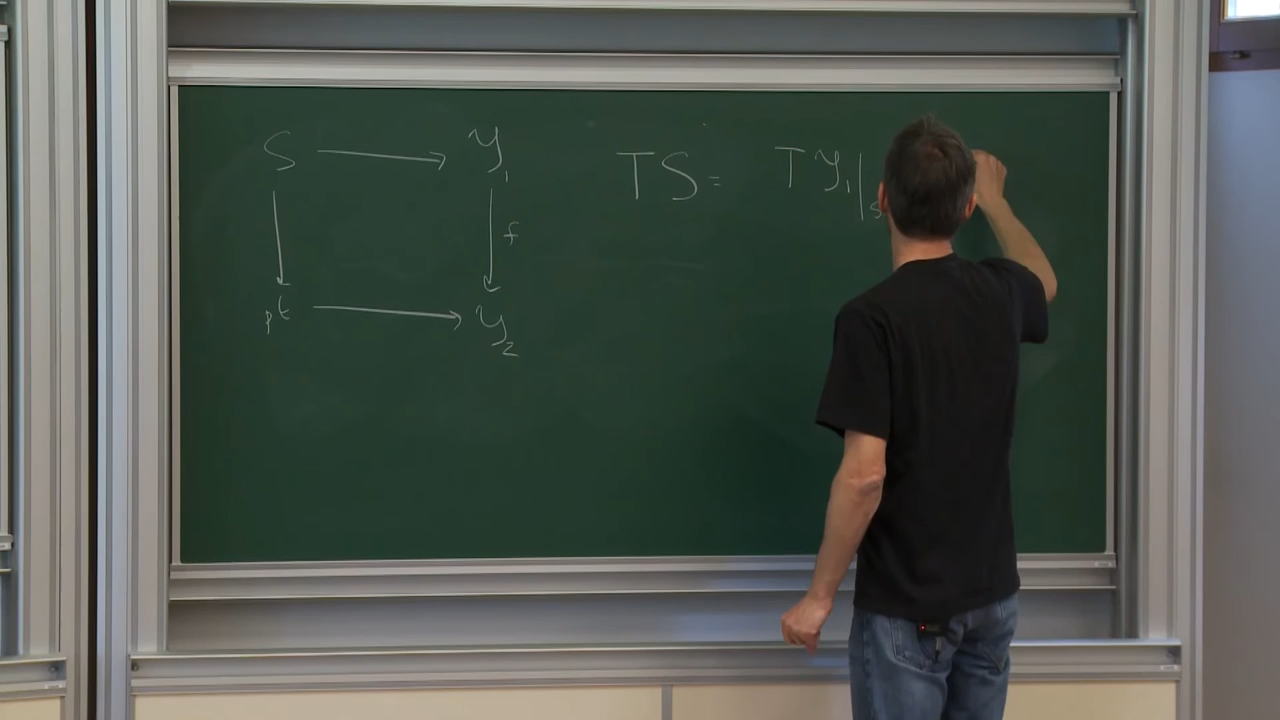 S → Y₁ TS = TY₁|ₛ
f
pt → Y₂